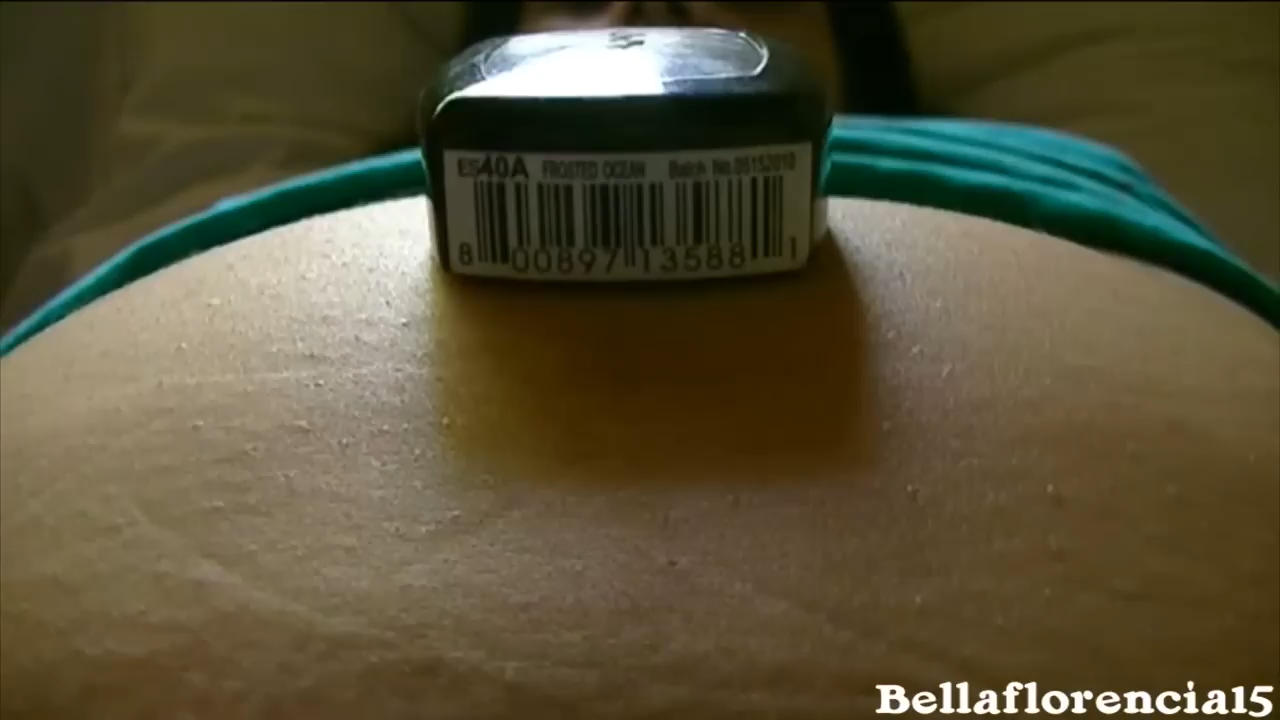 ES40A FROSTED OCEAN Batch No.05152010
8 00897 13588 1
Bellaflorencia15